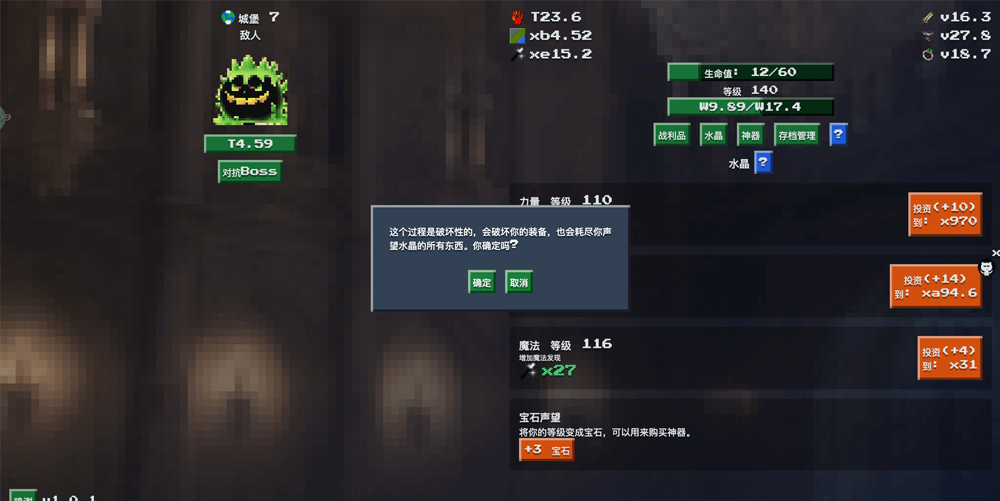 城堡 7
敌人
T4.59
对抗Boss
T23.6
xb4.52
xe15.2
v16.3
v27.8
v18.7
生命值: 12/60
等级 140
W9.89/W17.4
战利品 水晶 神器 存档管理 ?
水晶 ?
力量 等级 110
投资(+10)
到: x970
这个过程是破坏性的，会破坏你的装备，也会耗尽你声
望水晶的所有东西。你确定吗?
确定 取消
投资(+14)
到: xa94.6
x
魔法 等级 116
增加魔法发现
x27
投资(+4)
到: x31
宝石声望
将你的等级变成宝石，可以用来购买神器。
+3 宝石